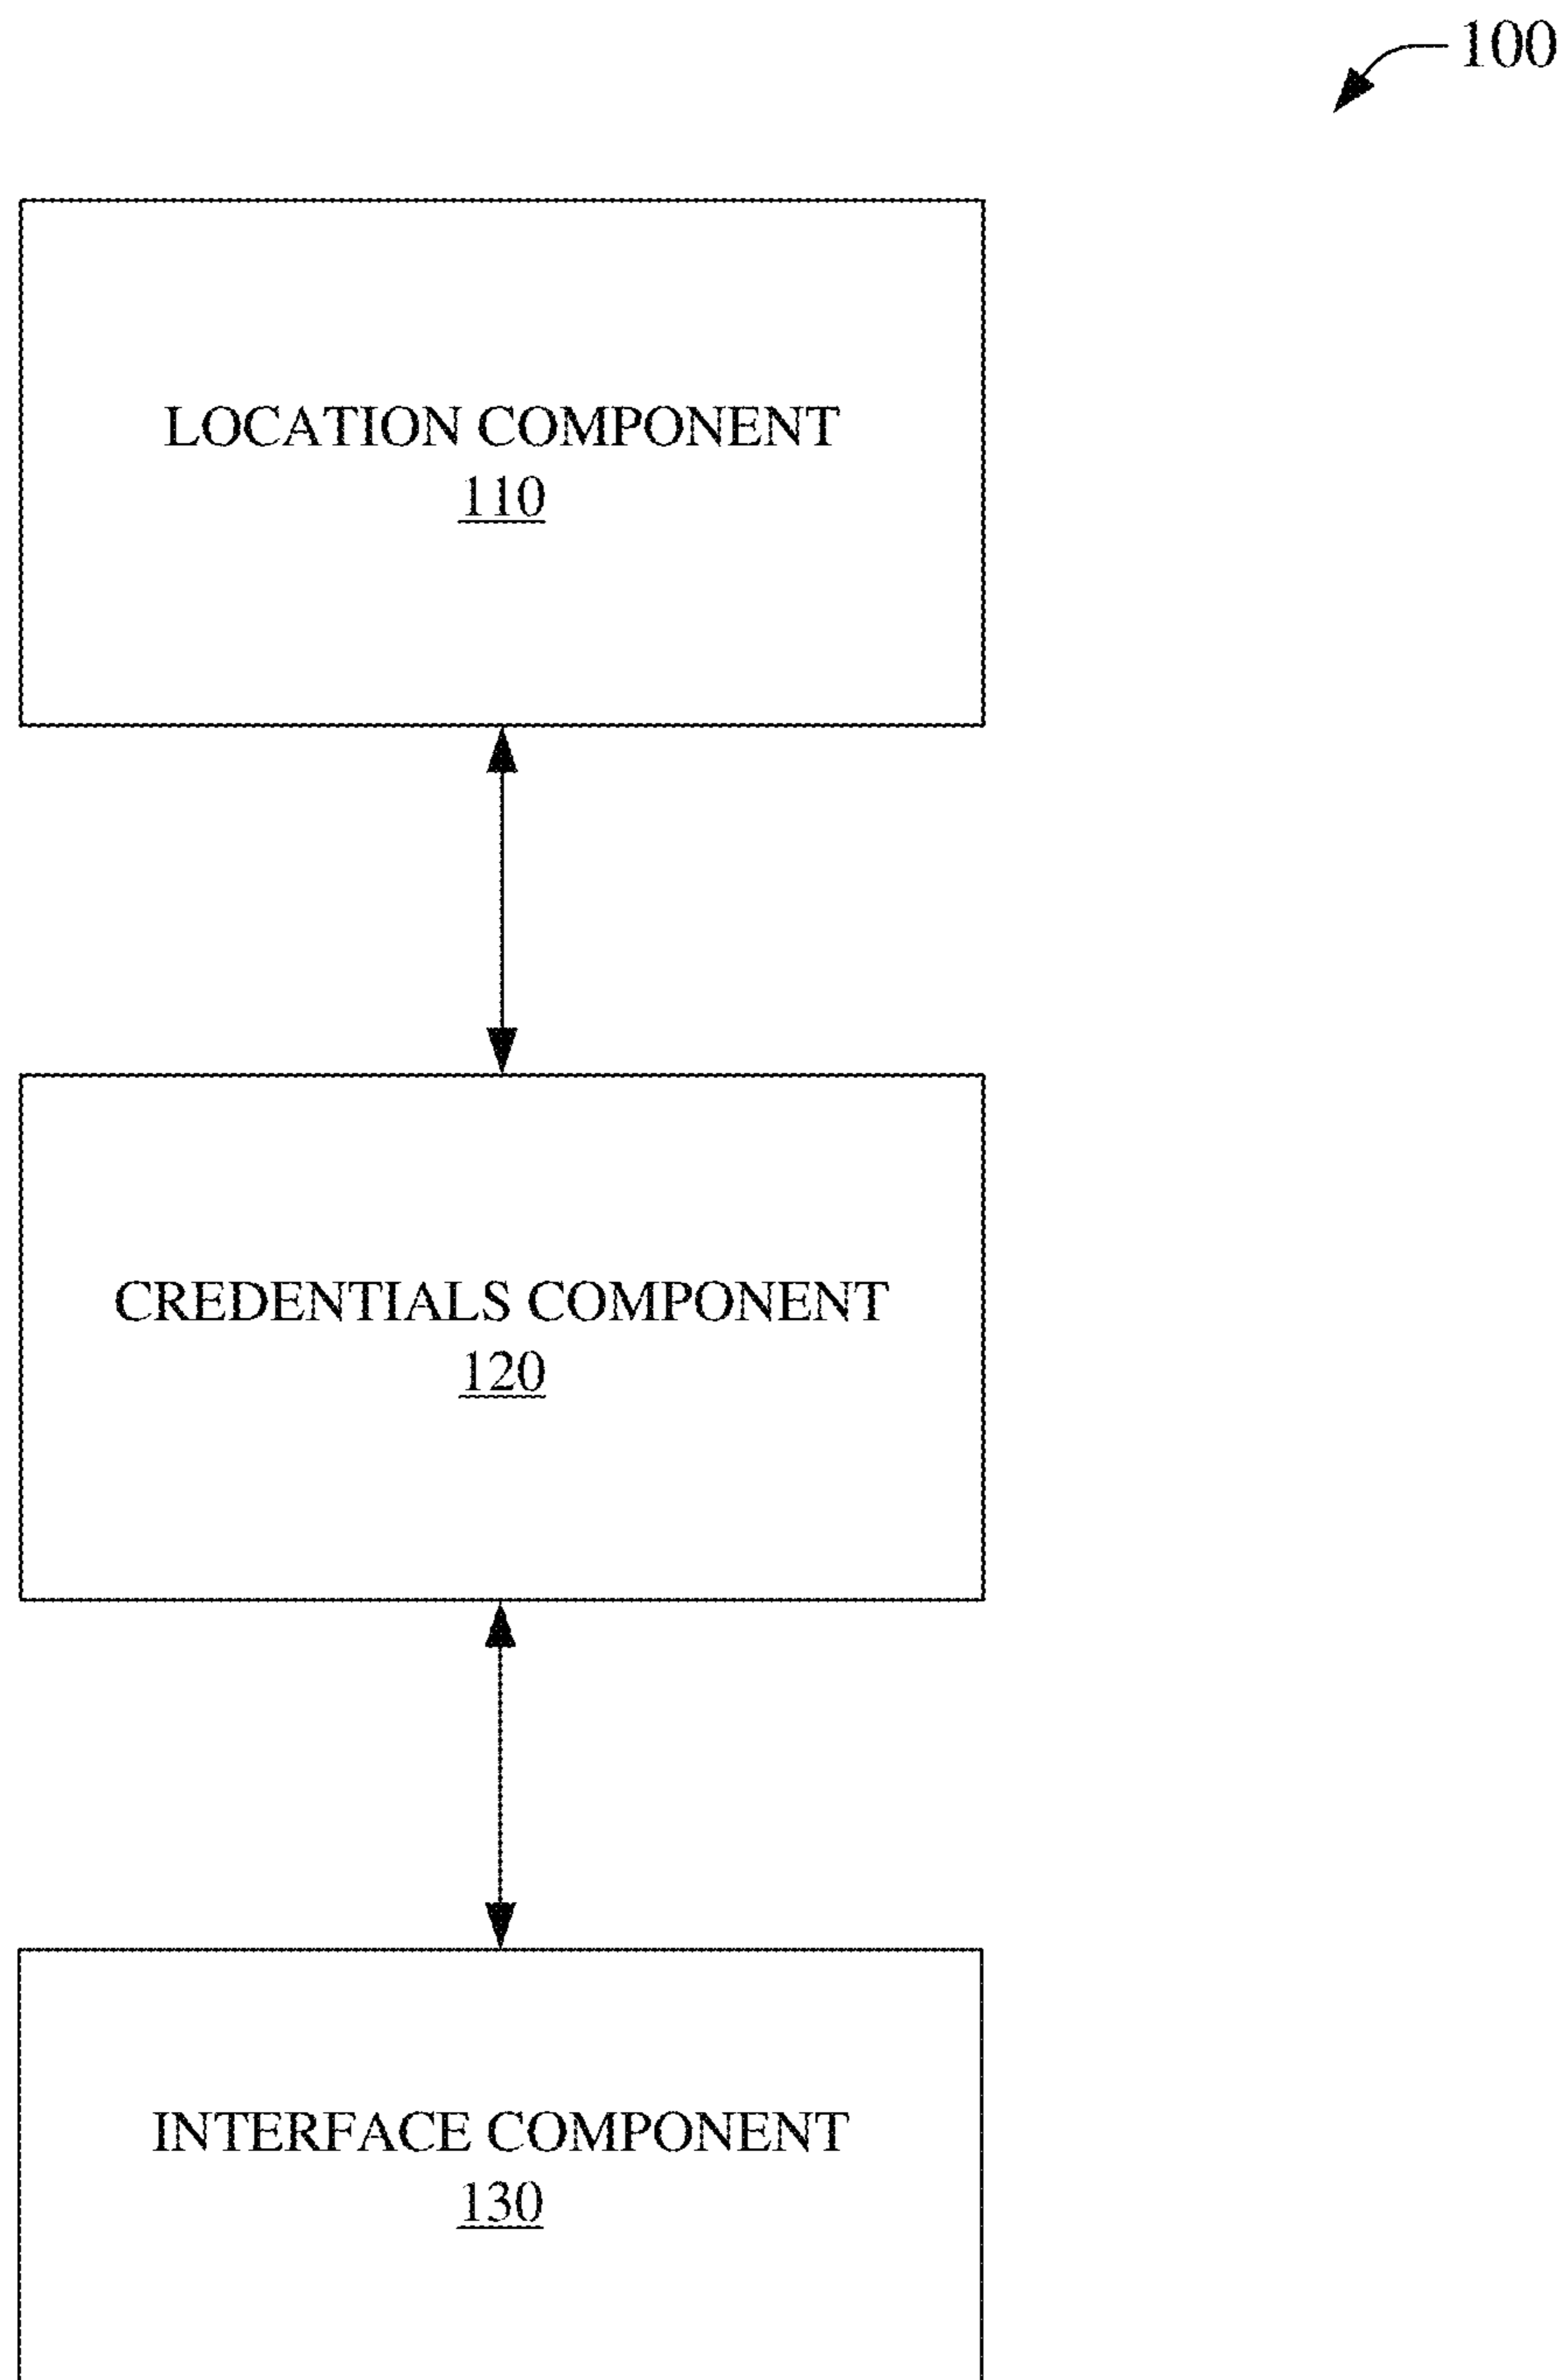 100
LOCATION COMPONENT
110
CREDENTIALS COMPONENT
120
INTERFACE COMPONENT
130